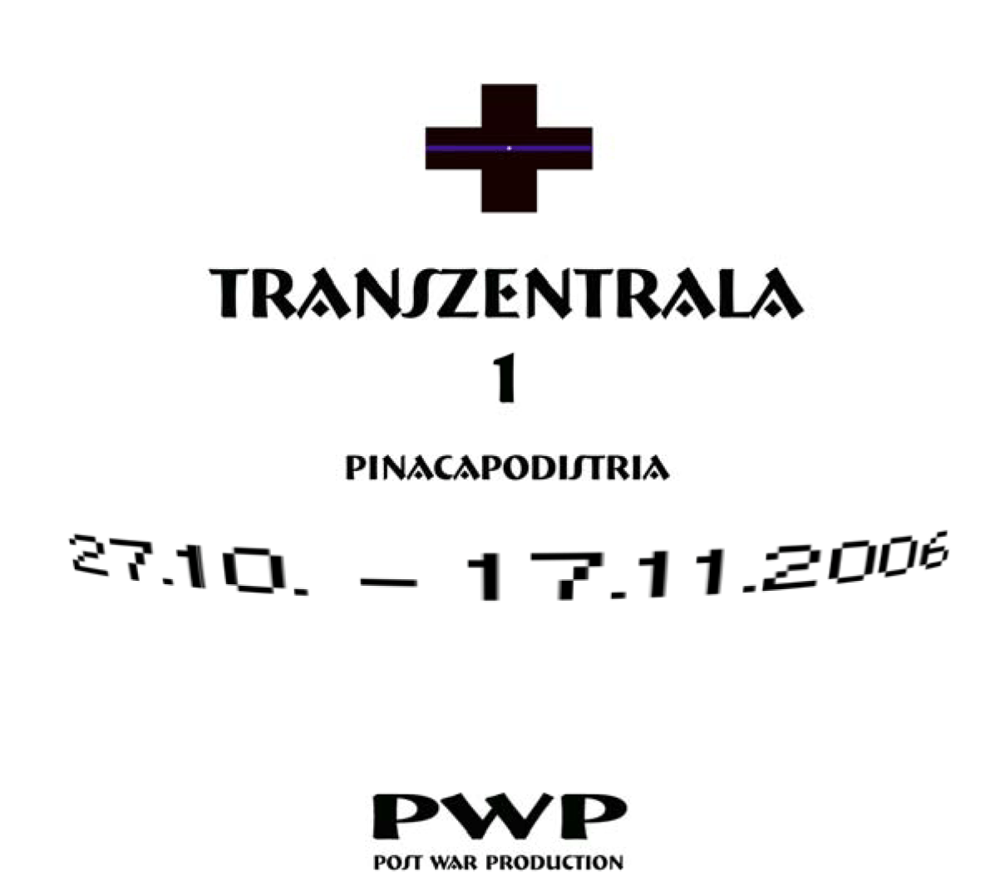 TRANSZENTRALA
1
PINACAPODISTRIA
27.10. – 17.11.2006
PWP
POST WAR PRODUCTION